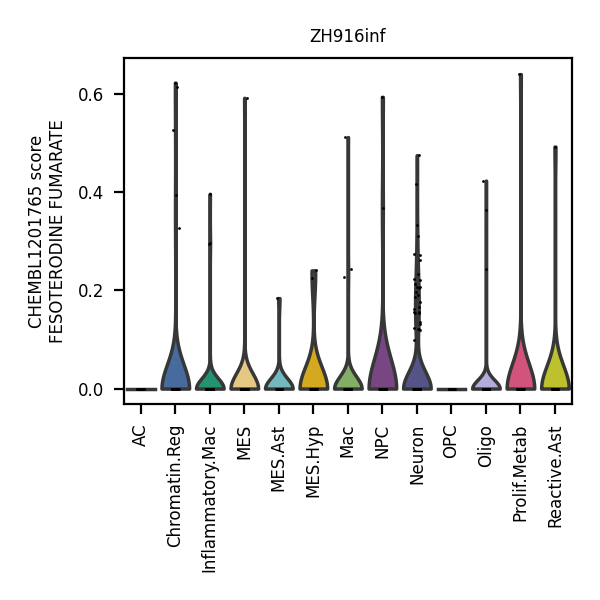 ZH916inf
CHEMBL1201765 score
FESOTERODINE FUMARATE
0.6
0.4
0.2
0.0
AC
Chromatin.Reg
Inflammatory.Mac
MES
MES.Ast
MES.Hyp
Mac
NPC
Neuron
OPC
Oligo
Prolif.Metab
Reactive.Ast